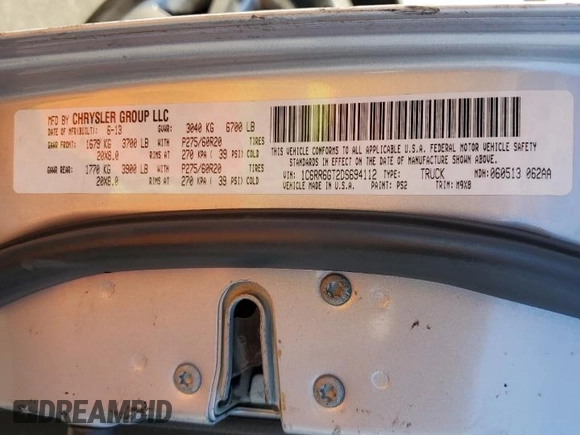 MFD BY CHRYSLER GROUP LLC
DATE OF MFR(BUILT): 6-13 GVWR: 3040 KG 6700 LB
GAWR FRONT: 1679 KG 3700 LB P275/60R20 TIRES
20X8.0 RIMS AT 270 KPA ( 39 PSI) COLD
GAWR REAR: 1770 KG 3900 LB P275/60R20 TIRES
20X8.0 RIMS AT 270 KPA ( 39 PSI) COLD
THIS VEHICLE CONFORMS TO ALL APPLICABLE U.S.A. FEDERAL MOTOR VEHICLE SAFETY
STANDARDS IN EFFECT ON THE DATE OF MANUFACTURE SHOWN ABOVE.
VIN: 1C6RR6GT2DS694112 TYPE: TRUCK MDH: 060513 062AA
VEHICLE MADE IN U.S.A. PAINT: PS2 TRIM: M9X8
DREAMBID